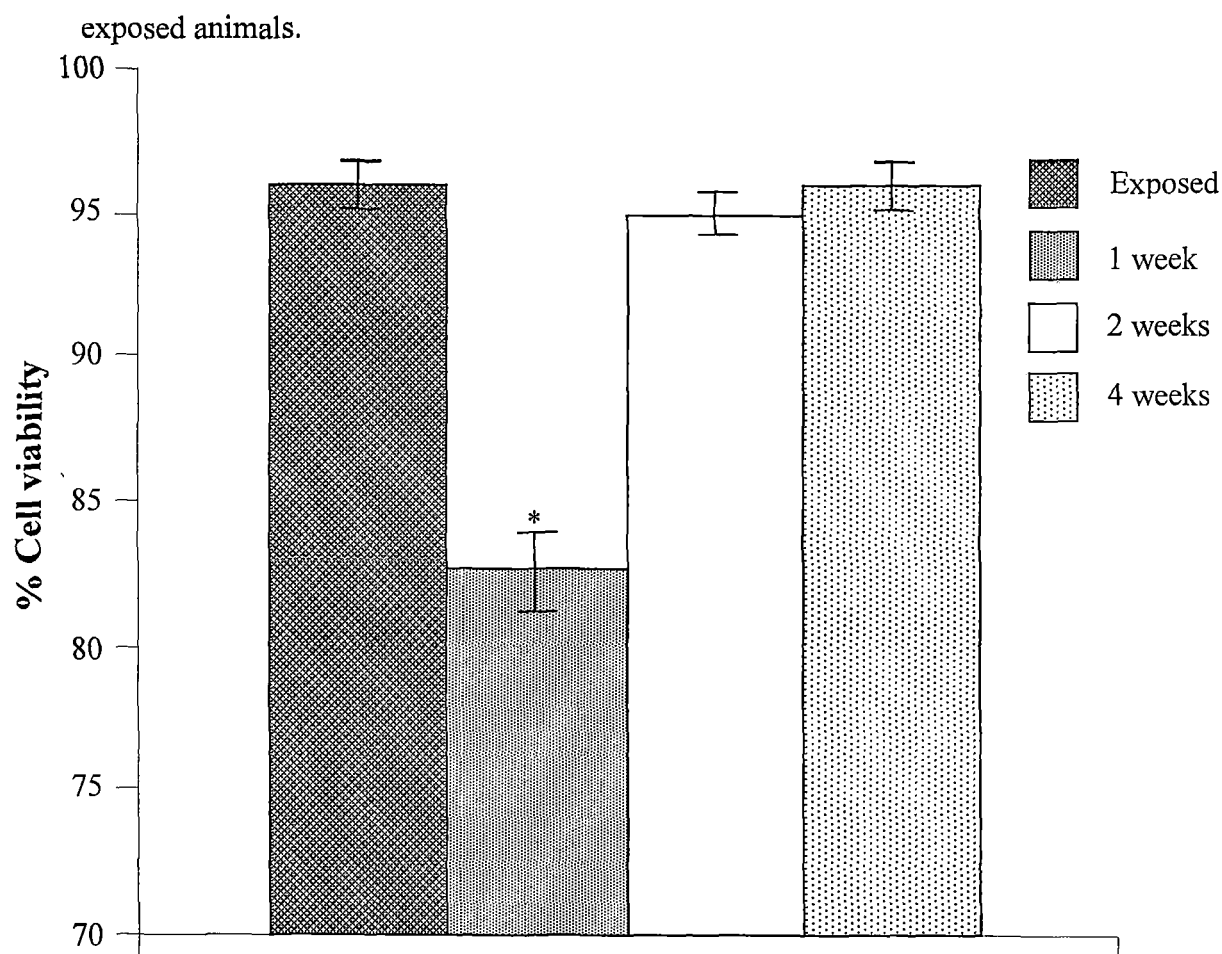 exposed animals.
100
95
90
85
80
75
70
% Cell viability
*
Exposed
1 week
2 weeks
4 weeks